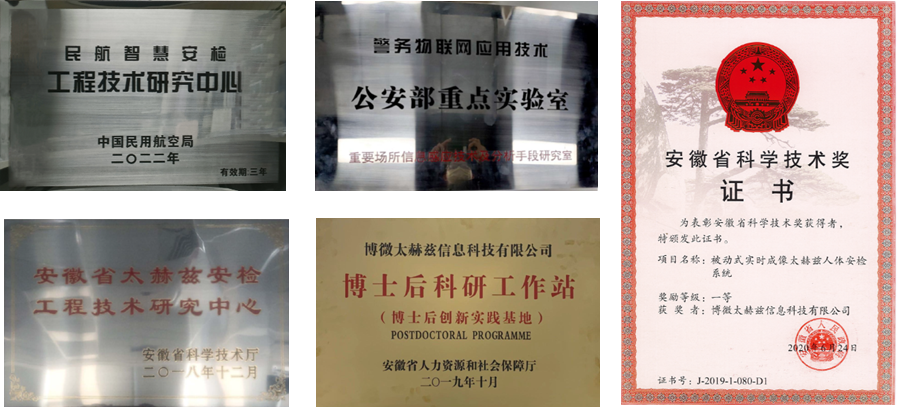 民航智慧安检
工程技术研究中心
中国民用航空局
二〇二二年
有效期:三年
警务物联网应用技术
公安部重点实验室
重要场所信息
手段研究室
安徽省太赫兹安检
工程技术研究中心
安徽省科学技术厅
二〇一八年十二月
博微太赫兹信息科技有限公司
博士后科研工作站
(博士后创新实践基地)
POSTDOCTORAL PROGRAMME
安徽省人力资源和社会保障厅
二〇一九年十月
安徽省科学技术奖
证书
为表彰安徽省科学技术奖获得者,
特颁发此证书。
项目名称:被动式实时成像太赫兹人体安检
系统
奖励等级:一等
获奖者:博微太赫兹信息科技有限公司
2020年6月24日
证书号:J-2019-1-080-D1